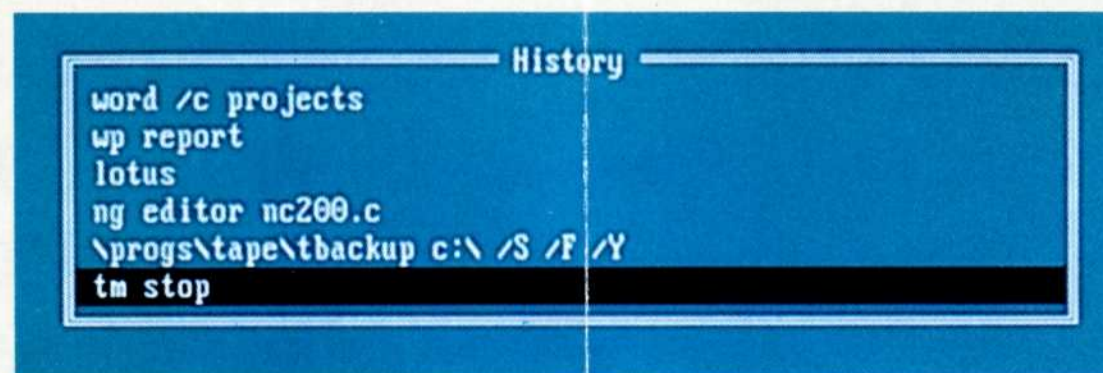 History
word /c projects
wp report
lotus
ng editor nc200.c
\progs\tape\tbackup c:\ /S /F /Y
tm stop